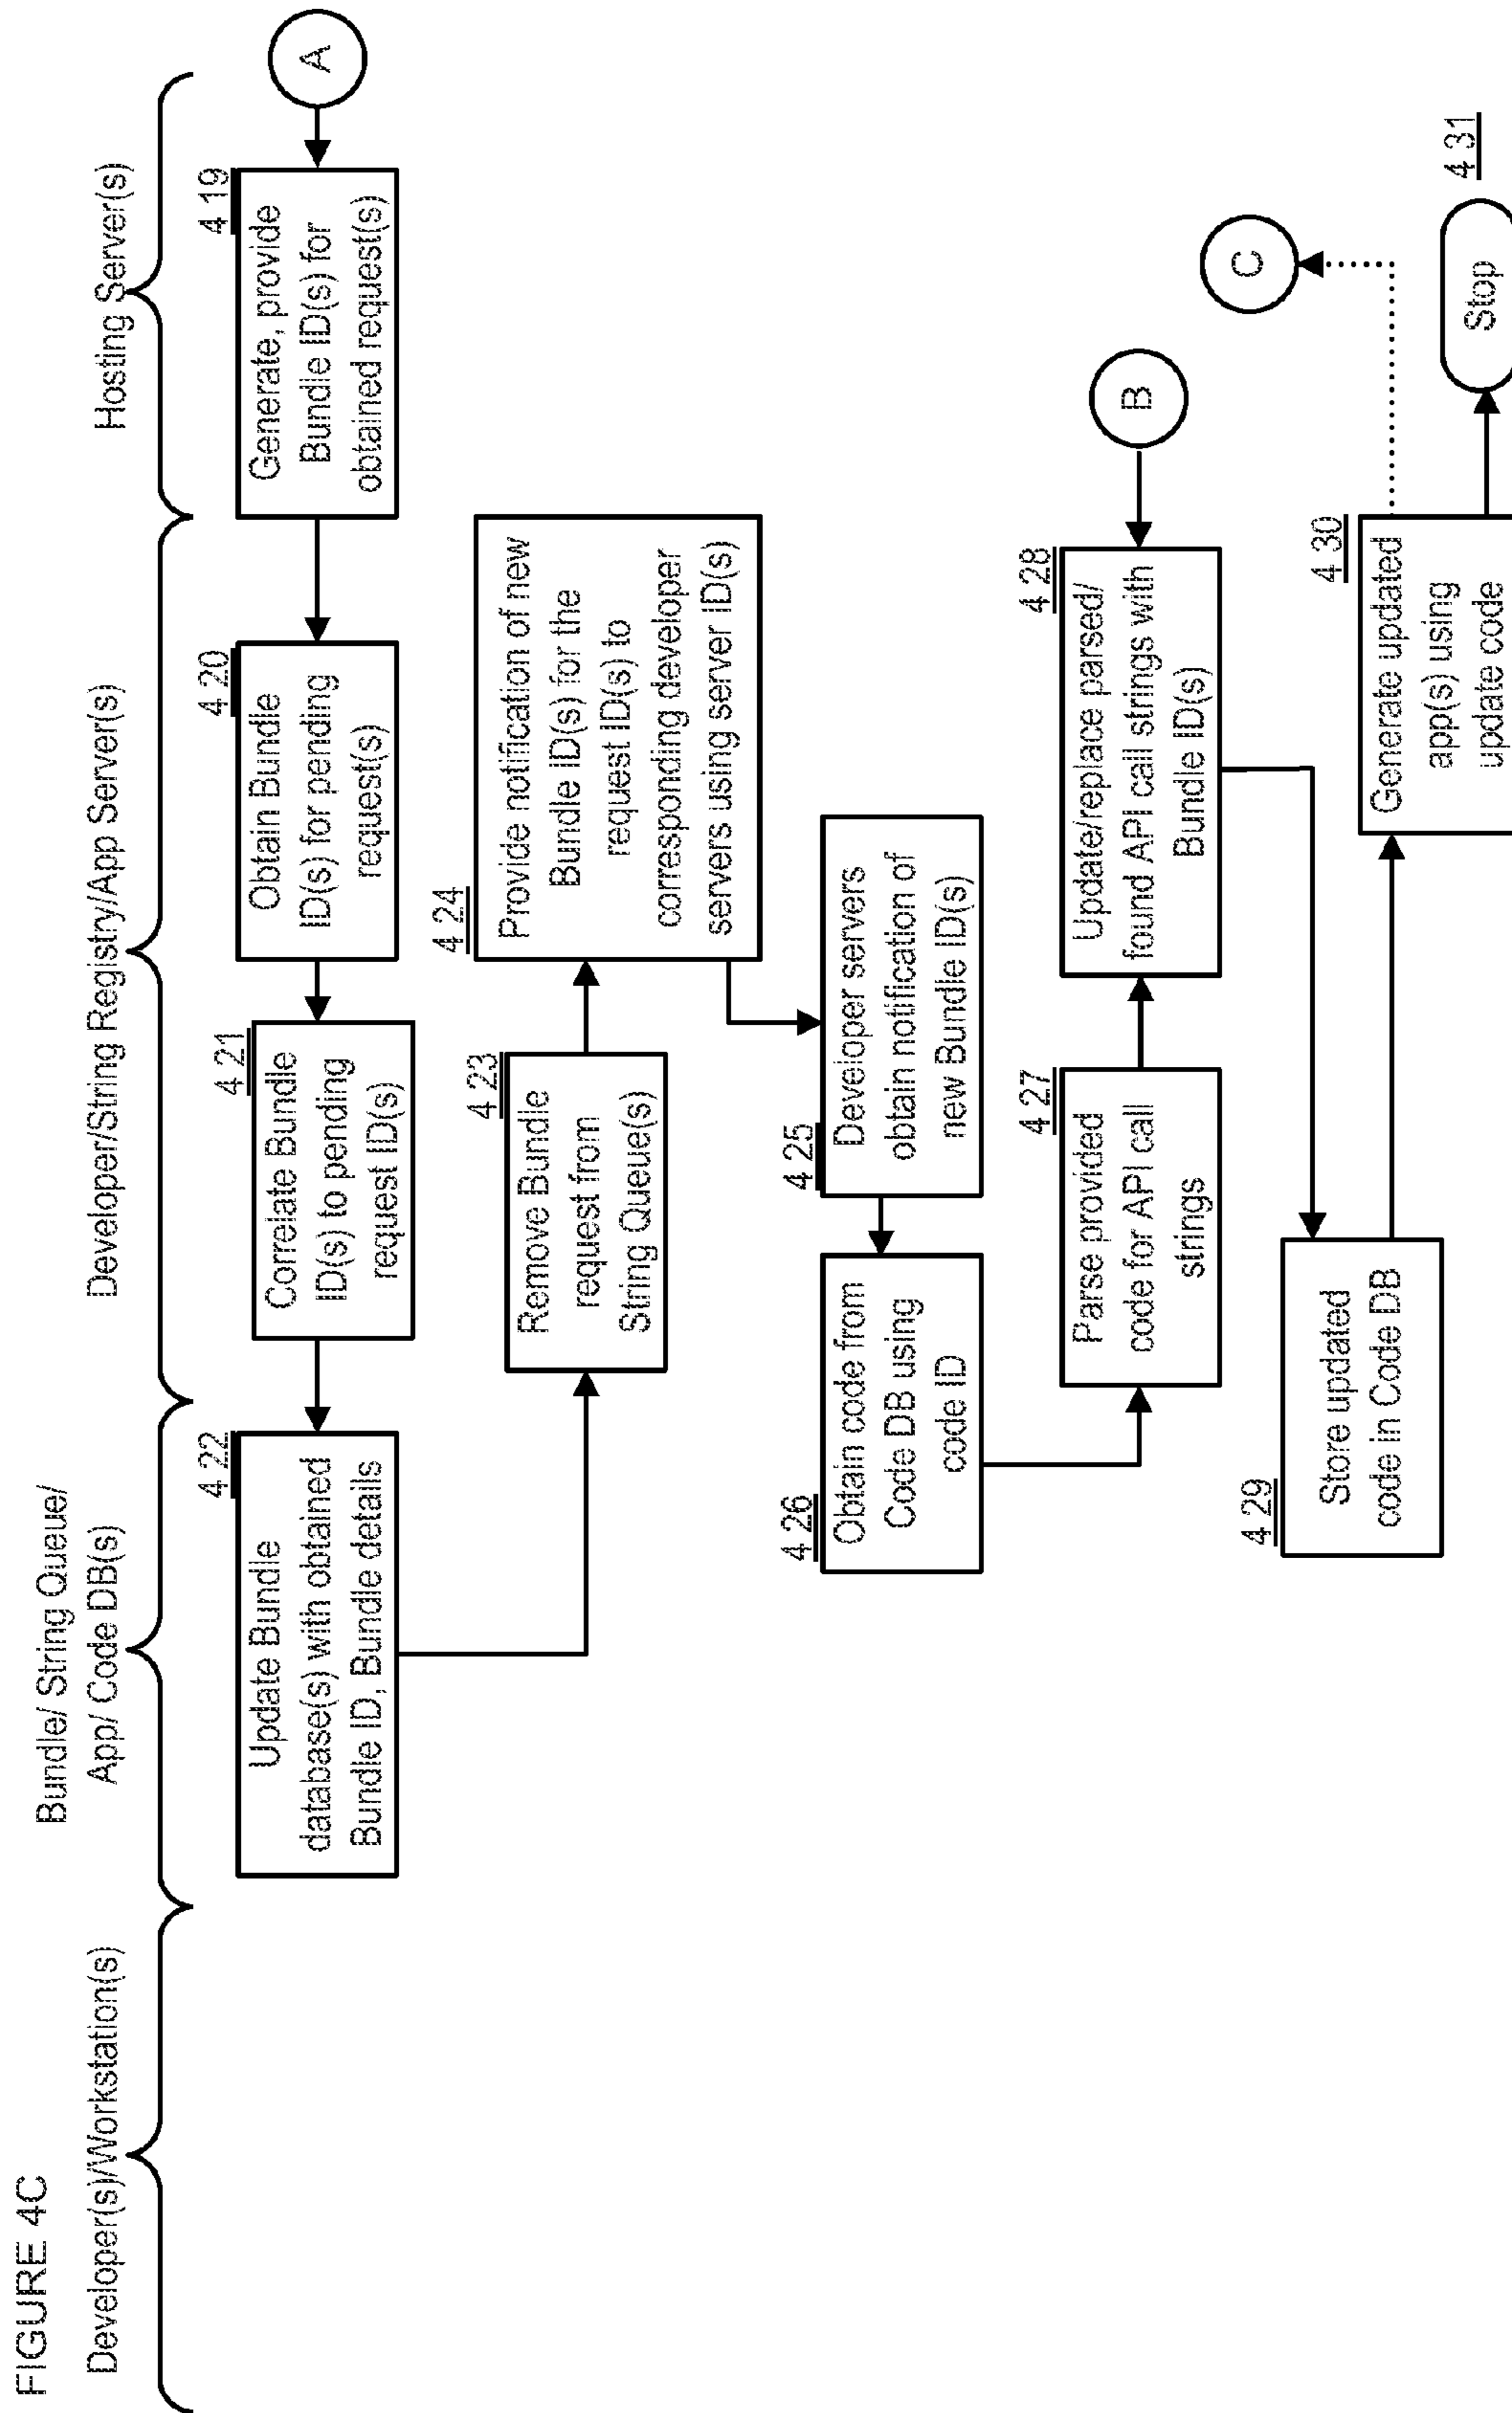 FIGURE 4C
Developer(s)/Workstation(s)
Bundle/ String Queue/
App/ Code DB(s)
Developer/String Registry/App Server(s)
Hosting Server(s)
A
4 19
Generate, provide
Bundle ID(s) for
obtained request(s)
4 20
Obtain Bundle
ID(s) for pending
request(s)
4 21
Correlate Bundle
ID(s) to pending
request ID(s)
4 22
Update Bundle
database(s) with obtained
Bundle ID, Bundle details
4 23
Remove Bundle
request from
String Queue(s)
4 24
Provide notification of new
Bundle ID(s) for the
request ID(s) to
corresponding developer
servers using server ID(s)
4 25
Developer servers
obtain notification of
new Bundle ID(s)
4 26
Obtain code from
Code DB using
code ID
4 27
Parse provided
code for API call
strings
4 28
Update/replace parsed/
found API call strings with
Bundle ID(s)
B
4 29
Store updated
code in Code DB
4 30
Generate updated
app(s) using
update code
C
4 31
Stop